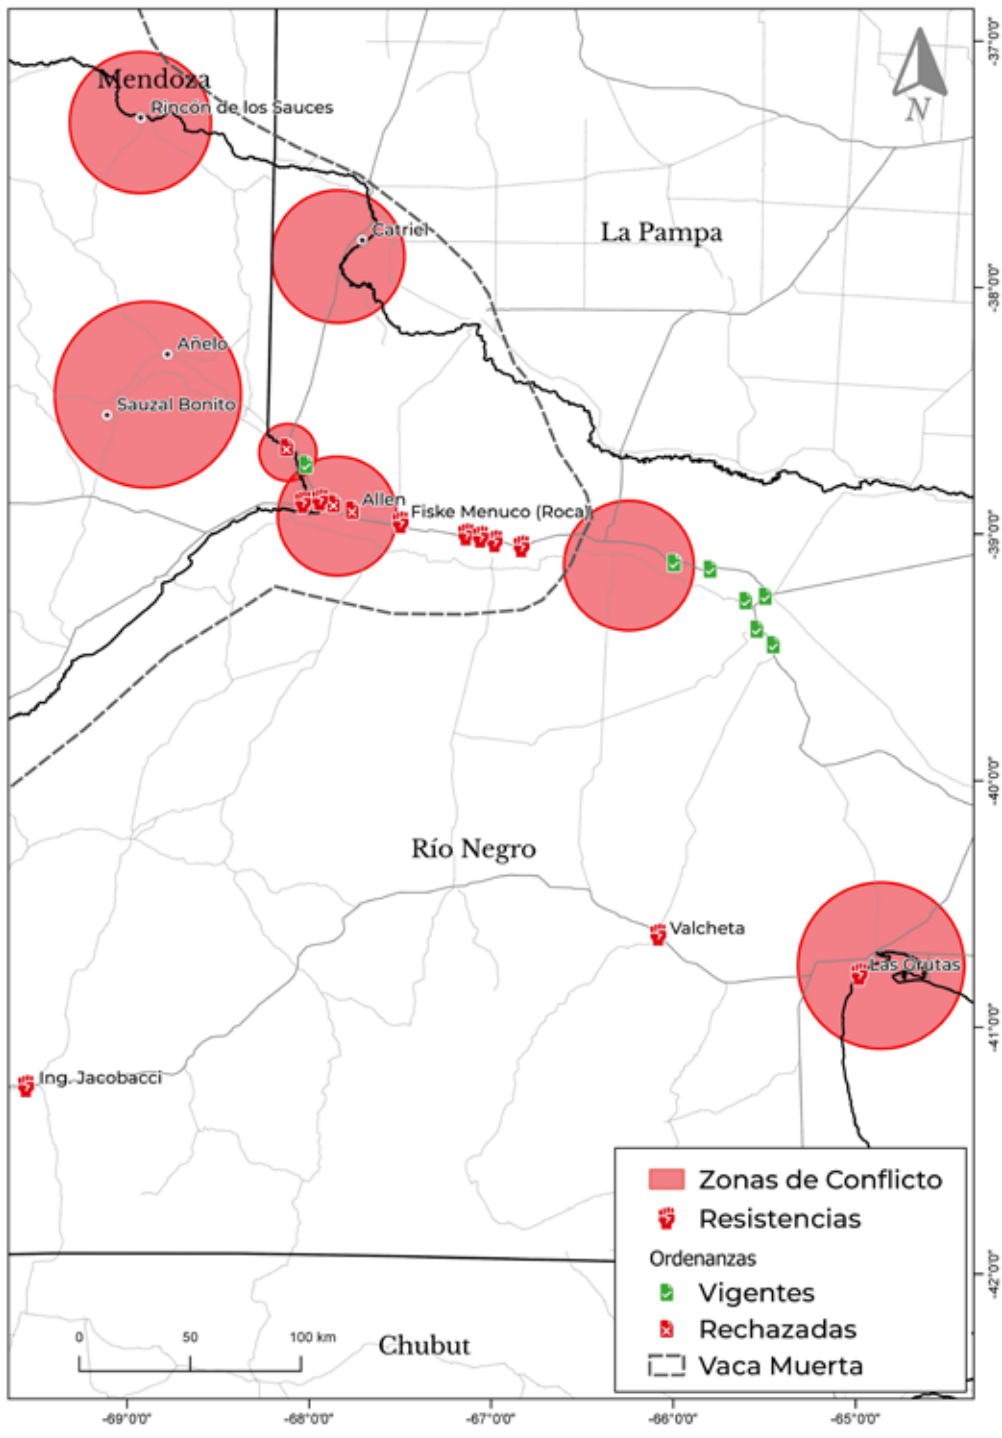 Mendoza
Rincón de los Sauces
Catriel
La Pampa
Añelo
Sauzal Bonito
Allen
Fiske Menuco (Roca)
Río Negro
Valcheta
Las Grutas
Ing. Jacobacci
Chubut
N
-37°0'0"
-38°0'0"
-39°0'0"
-40°0'0"
-41°0'0"
-42°0'0"
Zonas de Conflicto
Resistencias
Ordenanzas
Vigentes
Rechazadas
Vaca Muerta
0 50 100 km
-69°0'0" -68°0'0" -67°0'0" -66°0'0" -65°0'0"